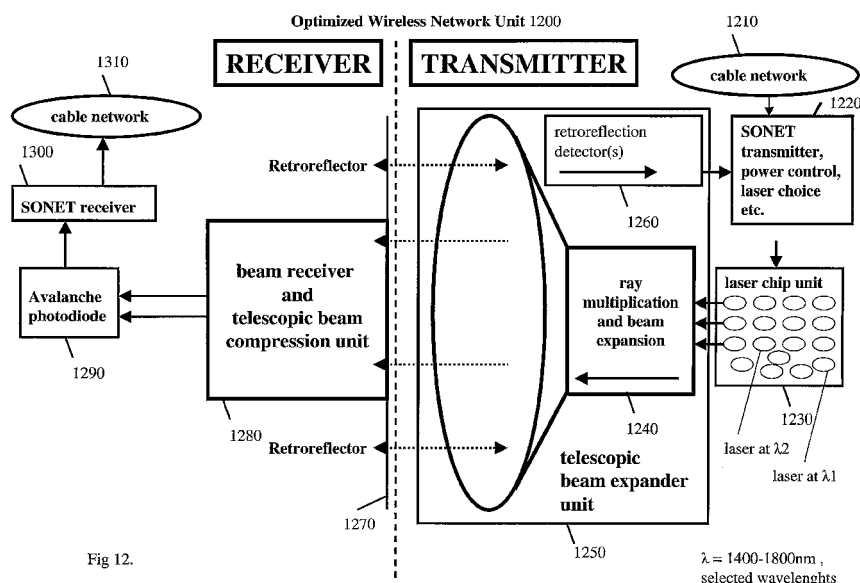 Optimized Wireless Network Unit 1200
1310
cable network
1300
SONET receiver
Avalanche
photodiode
1290
RECEIVER
Retroreflector
beam receiver
and
telescopic beam
compression unit
1280
Retroreflector
1270
TRANSMITTER
retroreflection
detector(s)
1260
ray
multiplication
and beam
expansion
1240
telescopic
beam expander
unit
1250
1210
cable network
1220
SONET
transmitter,
power control,
laser choice
etc.
laser chip unit
1230
laser at λ2
laser at λ1
Fig 12.
λ = 1400-1800nm ,
selected wavelenghts